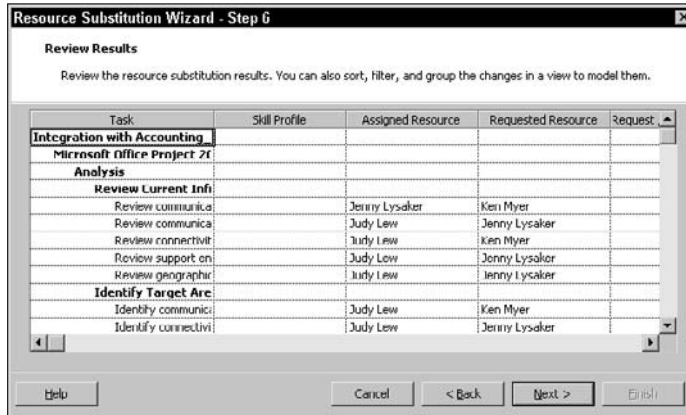 Resource Substitution Wizard - Step 6
Review Results
Review the resource substitution results. You can also sort, filter, and group the changes in a view to model them.
Task Skill Profile Assigned Resource Requested Resource Request
Integration with Accounting_
Microsoft Office Project 20
Analysis
Review Current Infi
Review communica Jenny Lysaker Ken Myer
Review communica Judy Lew Jenny Lysaker
Review connectivit Judy Lew Ken Myer
Review support en Judy Lew Jenny Lysaker
Review geographic Judy Lew Jenny Lysaker
Identify Target Are
Identify communica Judy Lew Ken Myer
Identify connectivi Judy Lew Jenny Lysaker
Help Cancel < Back Next > Finish